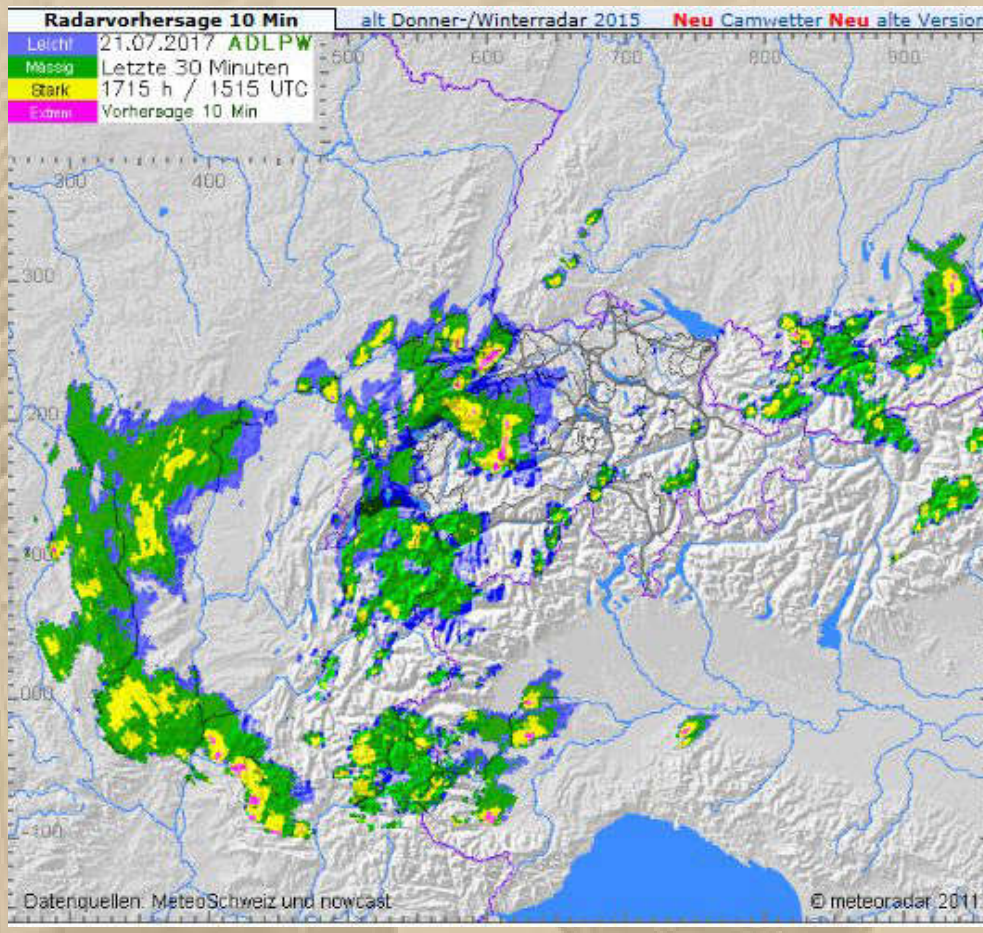 Radarvorhersage 10 Min alt Donner-/Winterradar 2015 Neu Camwetter Neu alte Version
Leicht 21.07.2017 ADLPW
Mässig Letzte 30 Minuten
Stark 1715 h / 1515 UTC
Extrem Vorhersage 10 Min
500 600 700 800 900
300 400
300
200
100
000
-100
Datenquellen: MeteoSchweiz und nowcast © meteoradar 2011